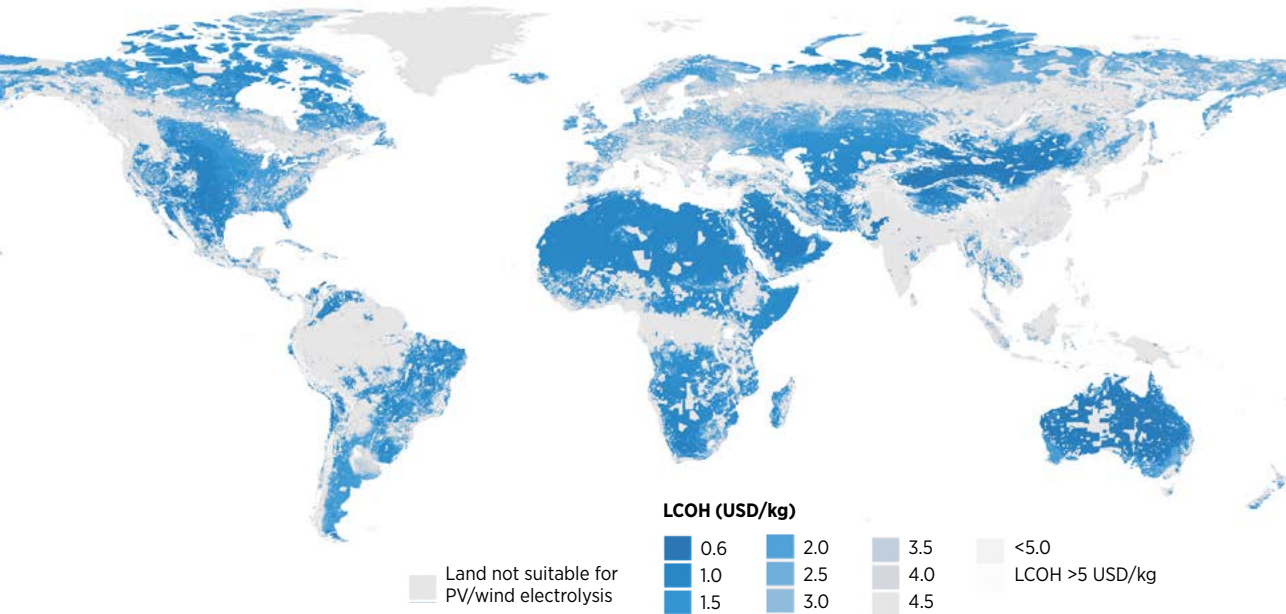 LCOH (USD/kg)
0.6
1.0
1.5
2.0
2.5
3.0
3.5
4.0
4.5
<5.0
LCOH >5 USD/kg
Land not suitable for
PV/wind electrolysis